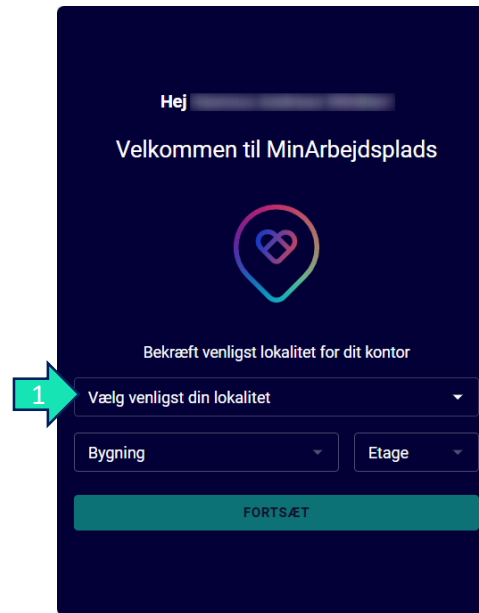 Hej
Velkommen til MinArbejdsplads
Bekræft venligst lokalitet for dit kontor
1
Vælg venligst din lokalitet
Bygning
Etage
FORTSÆT